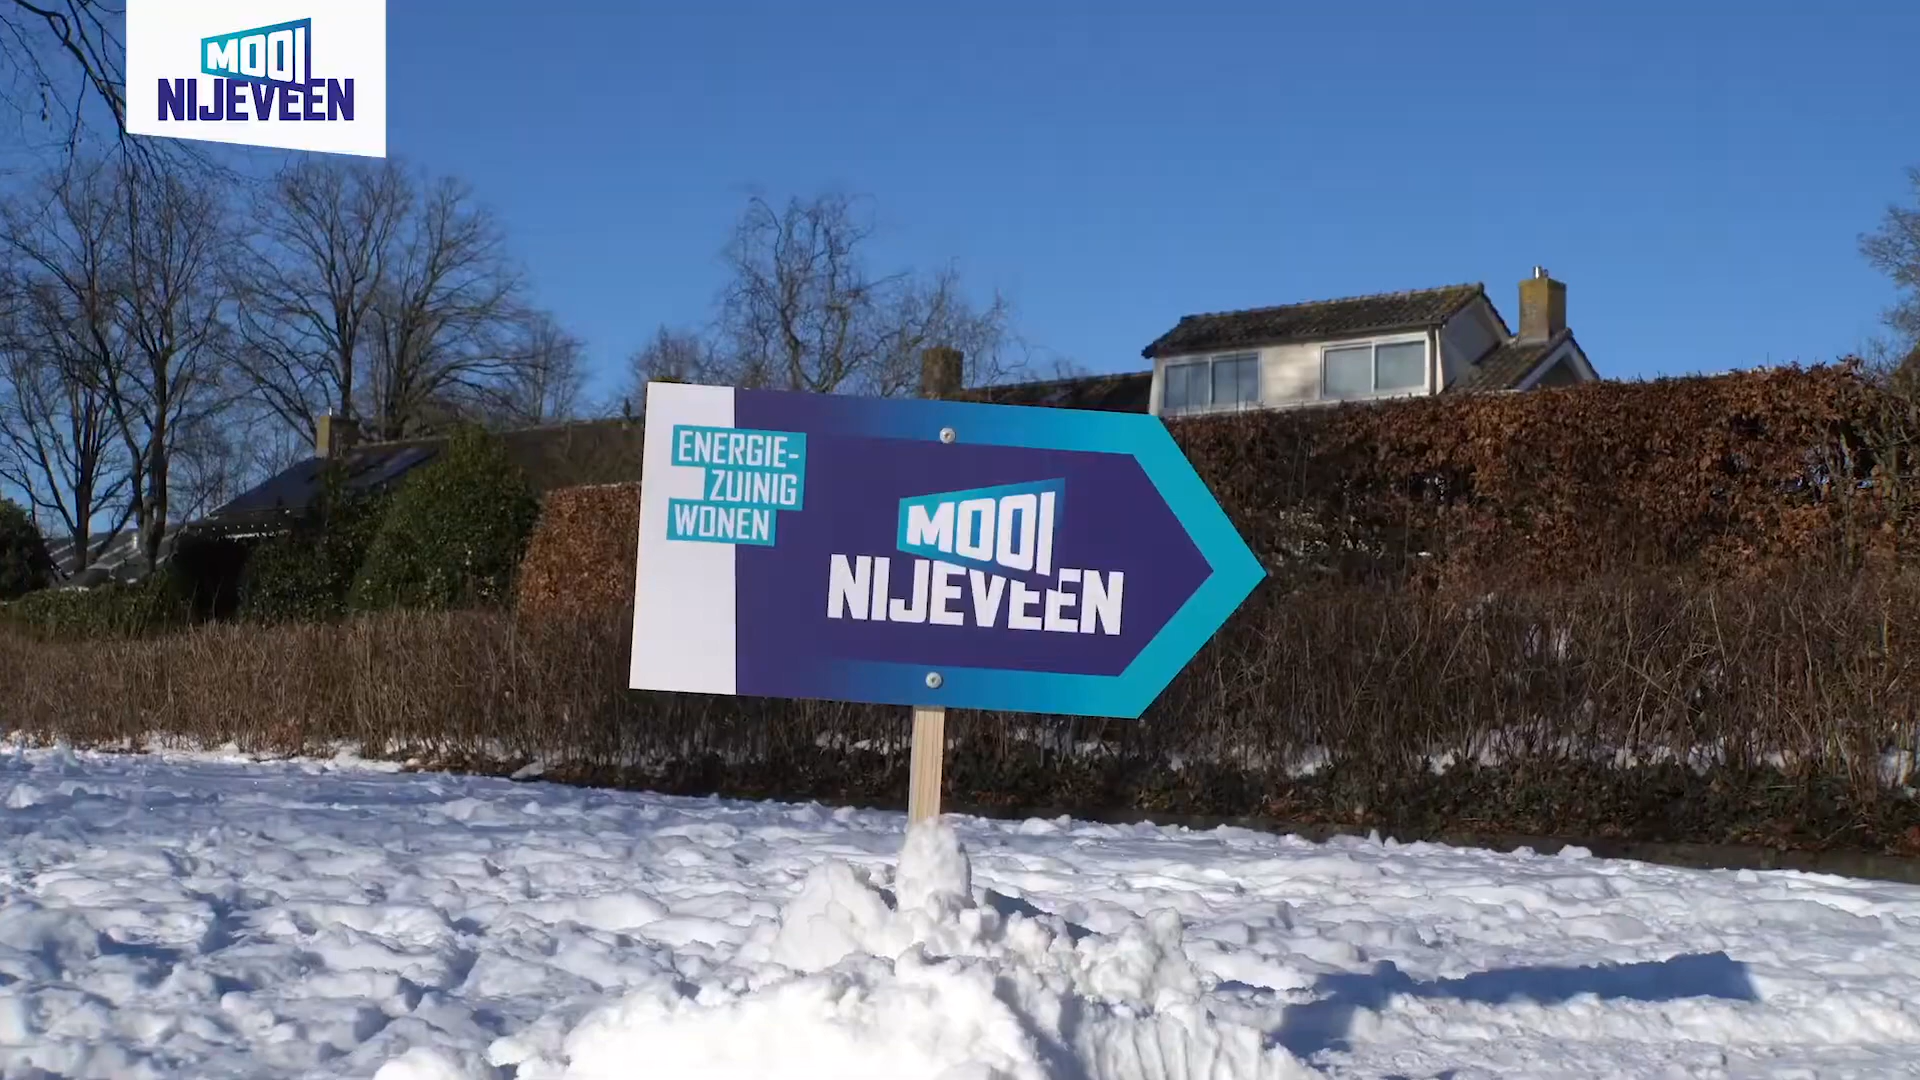 MOOI
NIJEVEEN
ENERGIE-
ZUINIG
WONEN
MOOI
NIJEVEEN